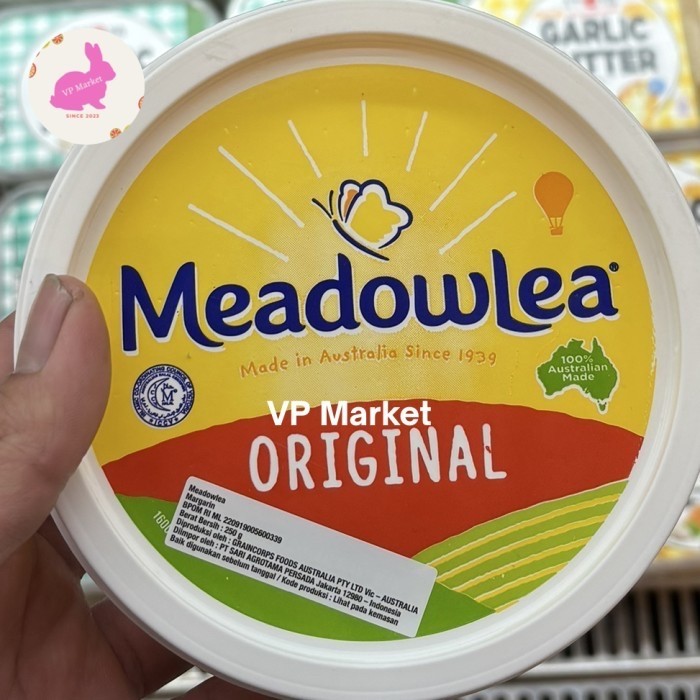 VP Market
SINCE 2022
GARLIC
BUTTER
Meadowlea®
Made in Australia Since 1939
100%
Australian
Made
VP Market
ORIGINAL
Meadowlea
Margarin
BPOM RI ML 220919005600339
Berat Bersih : 250 g
Diproduksi oleh : GRAINCORPS FOODS AUSTRALIA PTY LTD Vic – AUSTRALIA
Diimpor oleh : PT SARI AGROTAMA PERSADA Jakarta 12980 – Indonesia
Baik digunakan sebelum tanggal / Kode produksi : Lihat pada kemasan